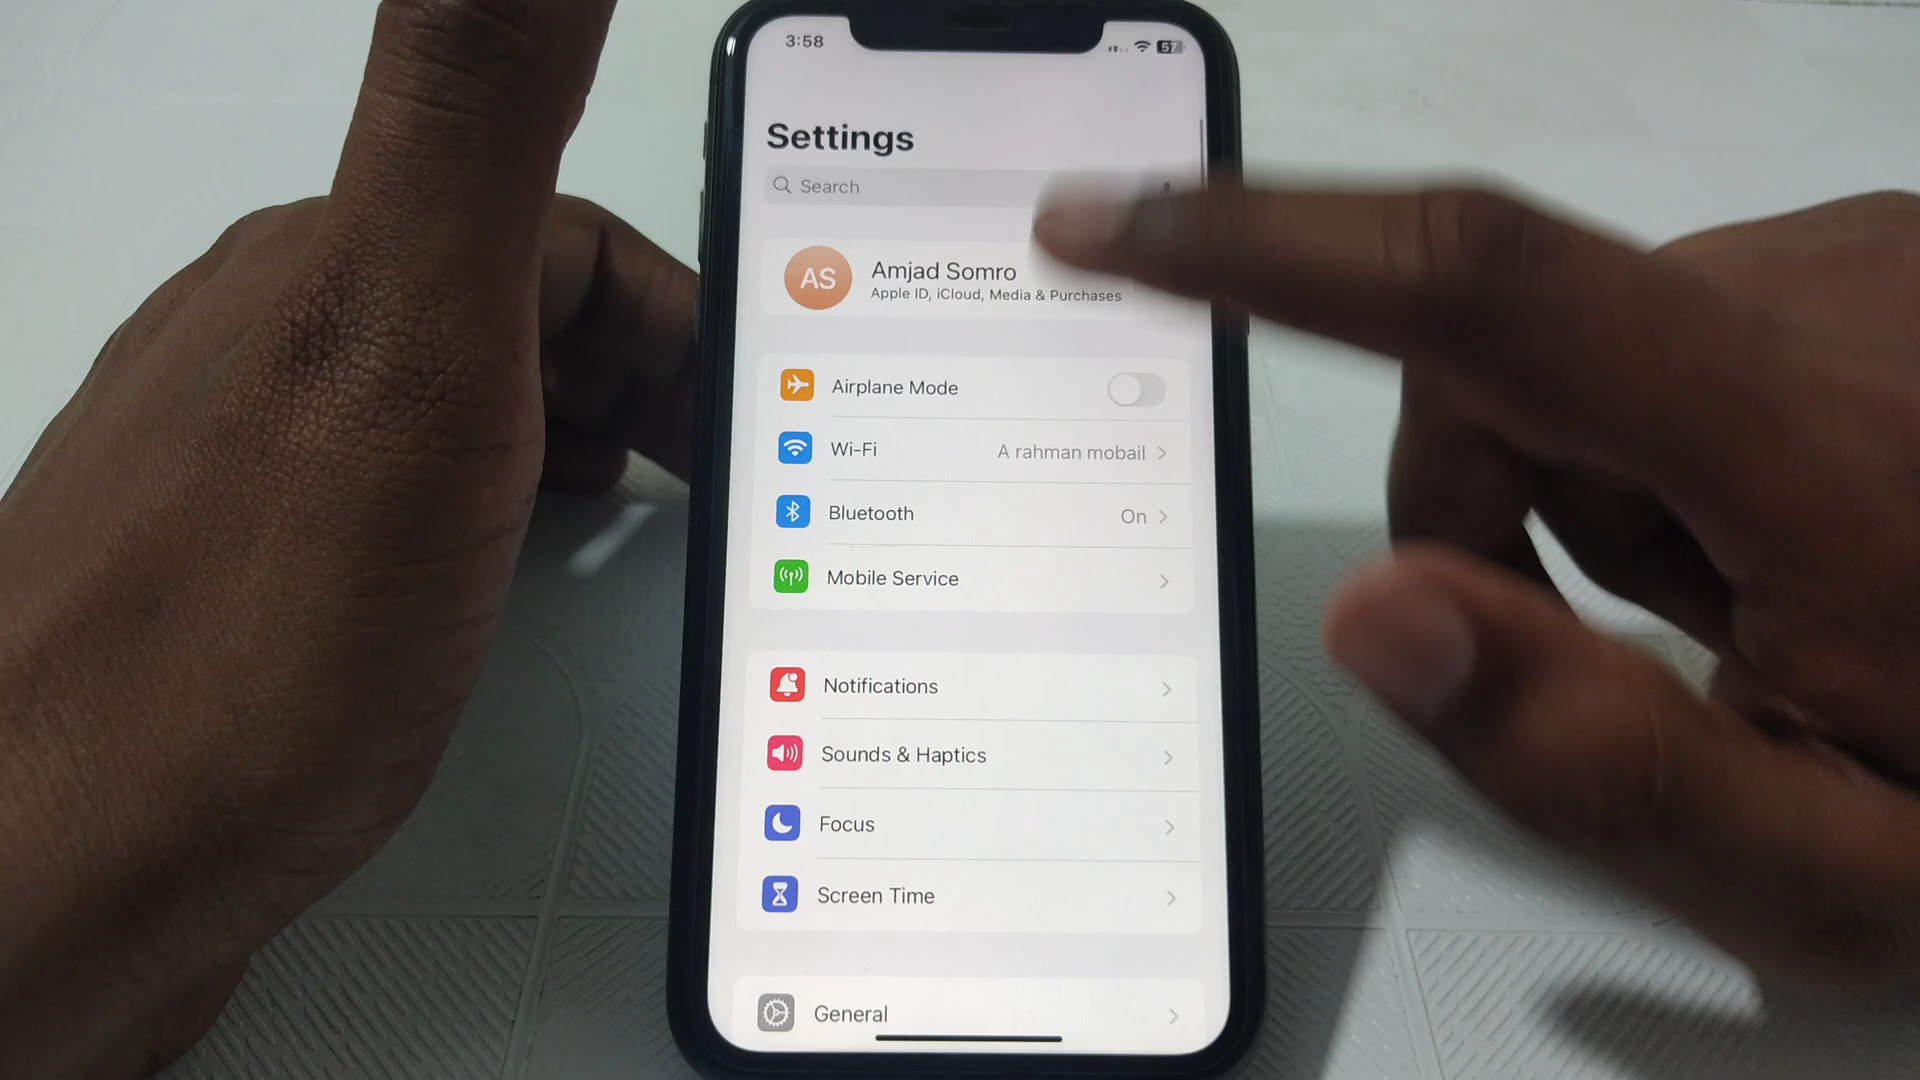 3:58
57
Settings
Search
AS
Amjad Somro
Apple ID, iCloud, Media & Purchases
Airplane Mode
Wi-Fi A rahman mobail
Bluetooth On
Mobile Service
Notifications
Sounds & Haptics
Focus
Screen Time
General